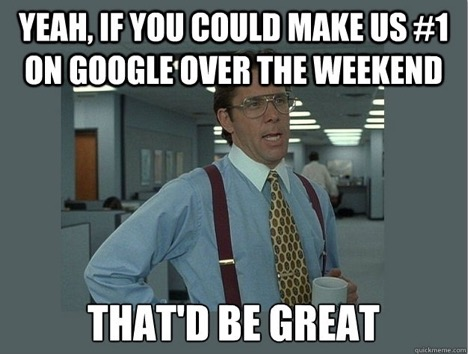 YEAH, IF YOU COULD MAKE US #1
ON GOOGLE OVER THE WEEKEND
THAT'D BE GREAT
quickmeme.com